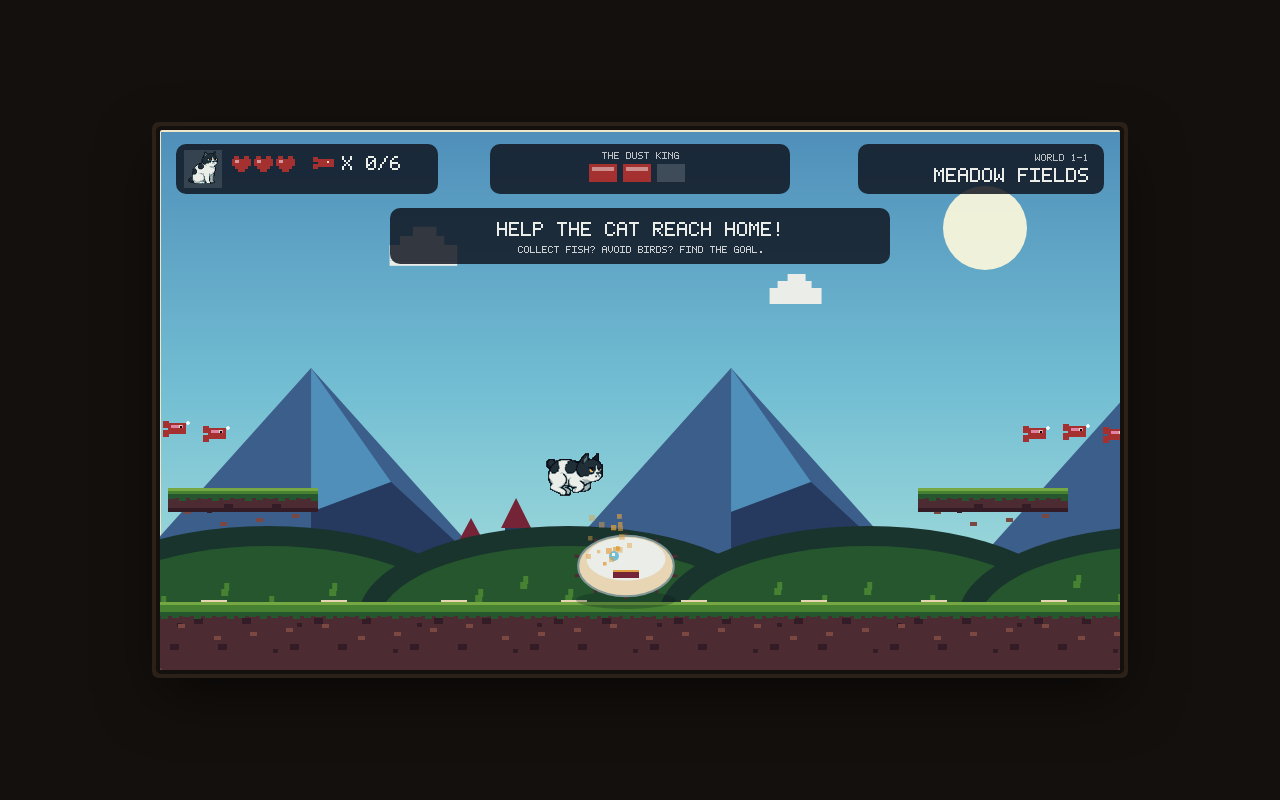 X 0/6
THE DUST KING
WORLD 1-1
MEADOW FIELDS
HELP THE CAT REACH HOME!
COLLECT FISH? AVOID BIRDS? FIND THE GOAL.